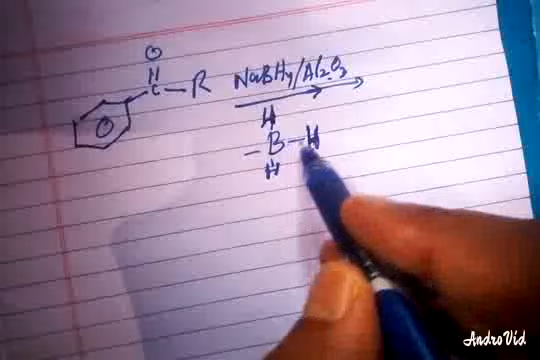 O
C – R
NaBH4/Al2O3
H
– B – H
H
AndroVid